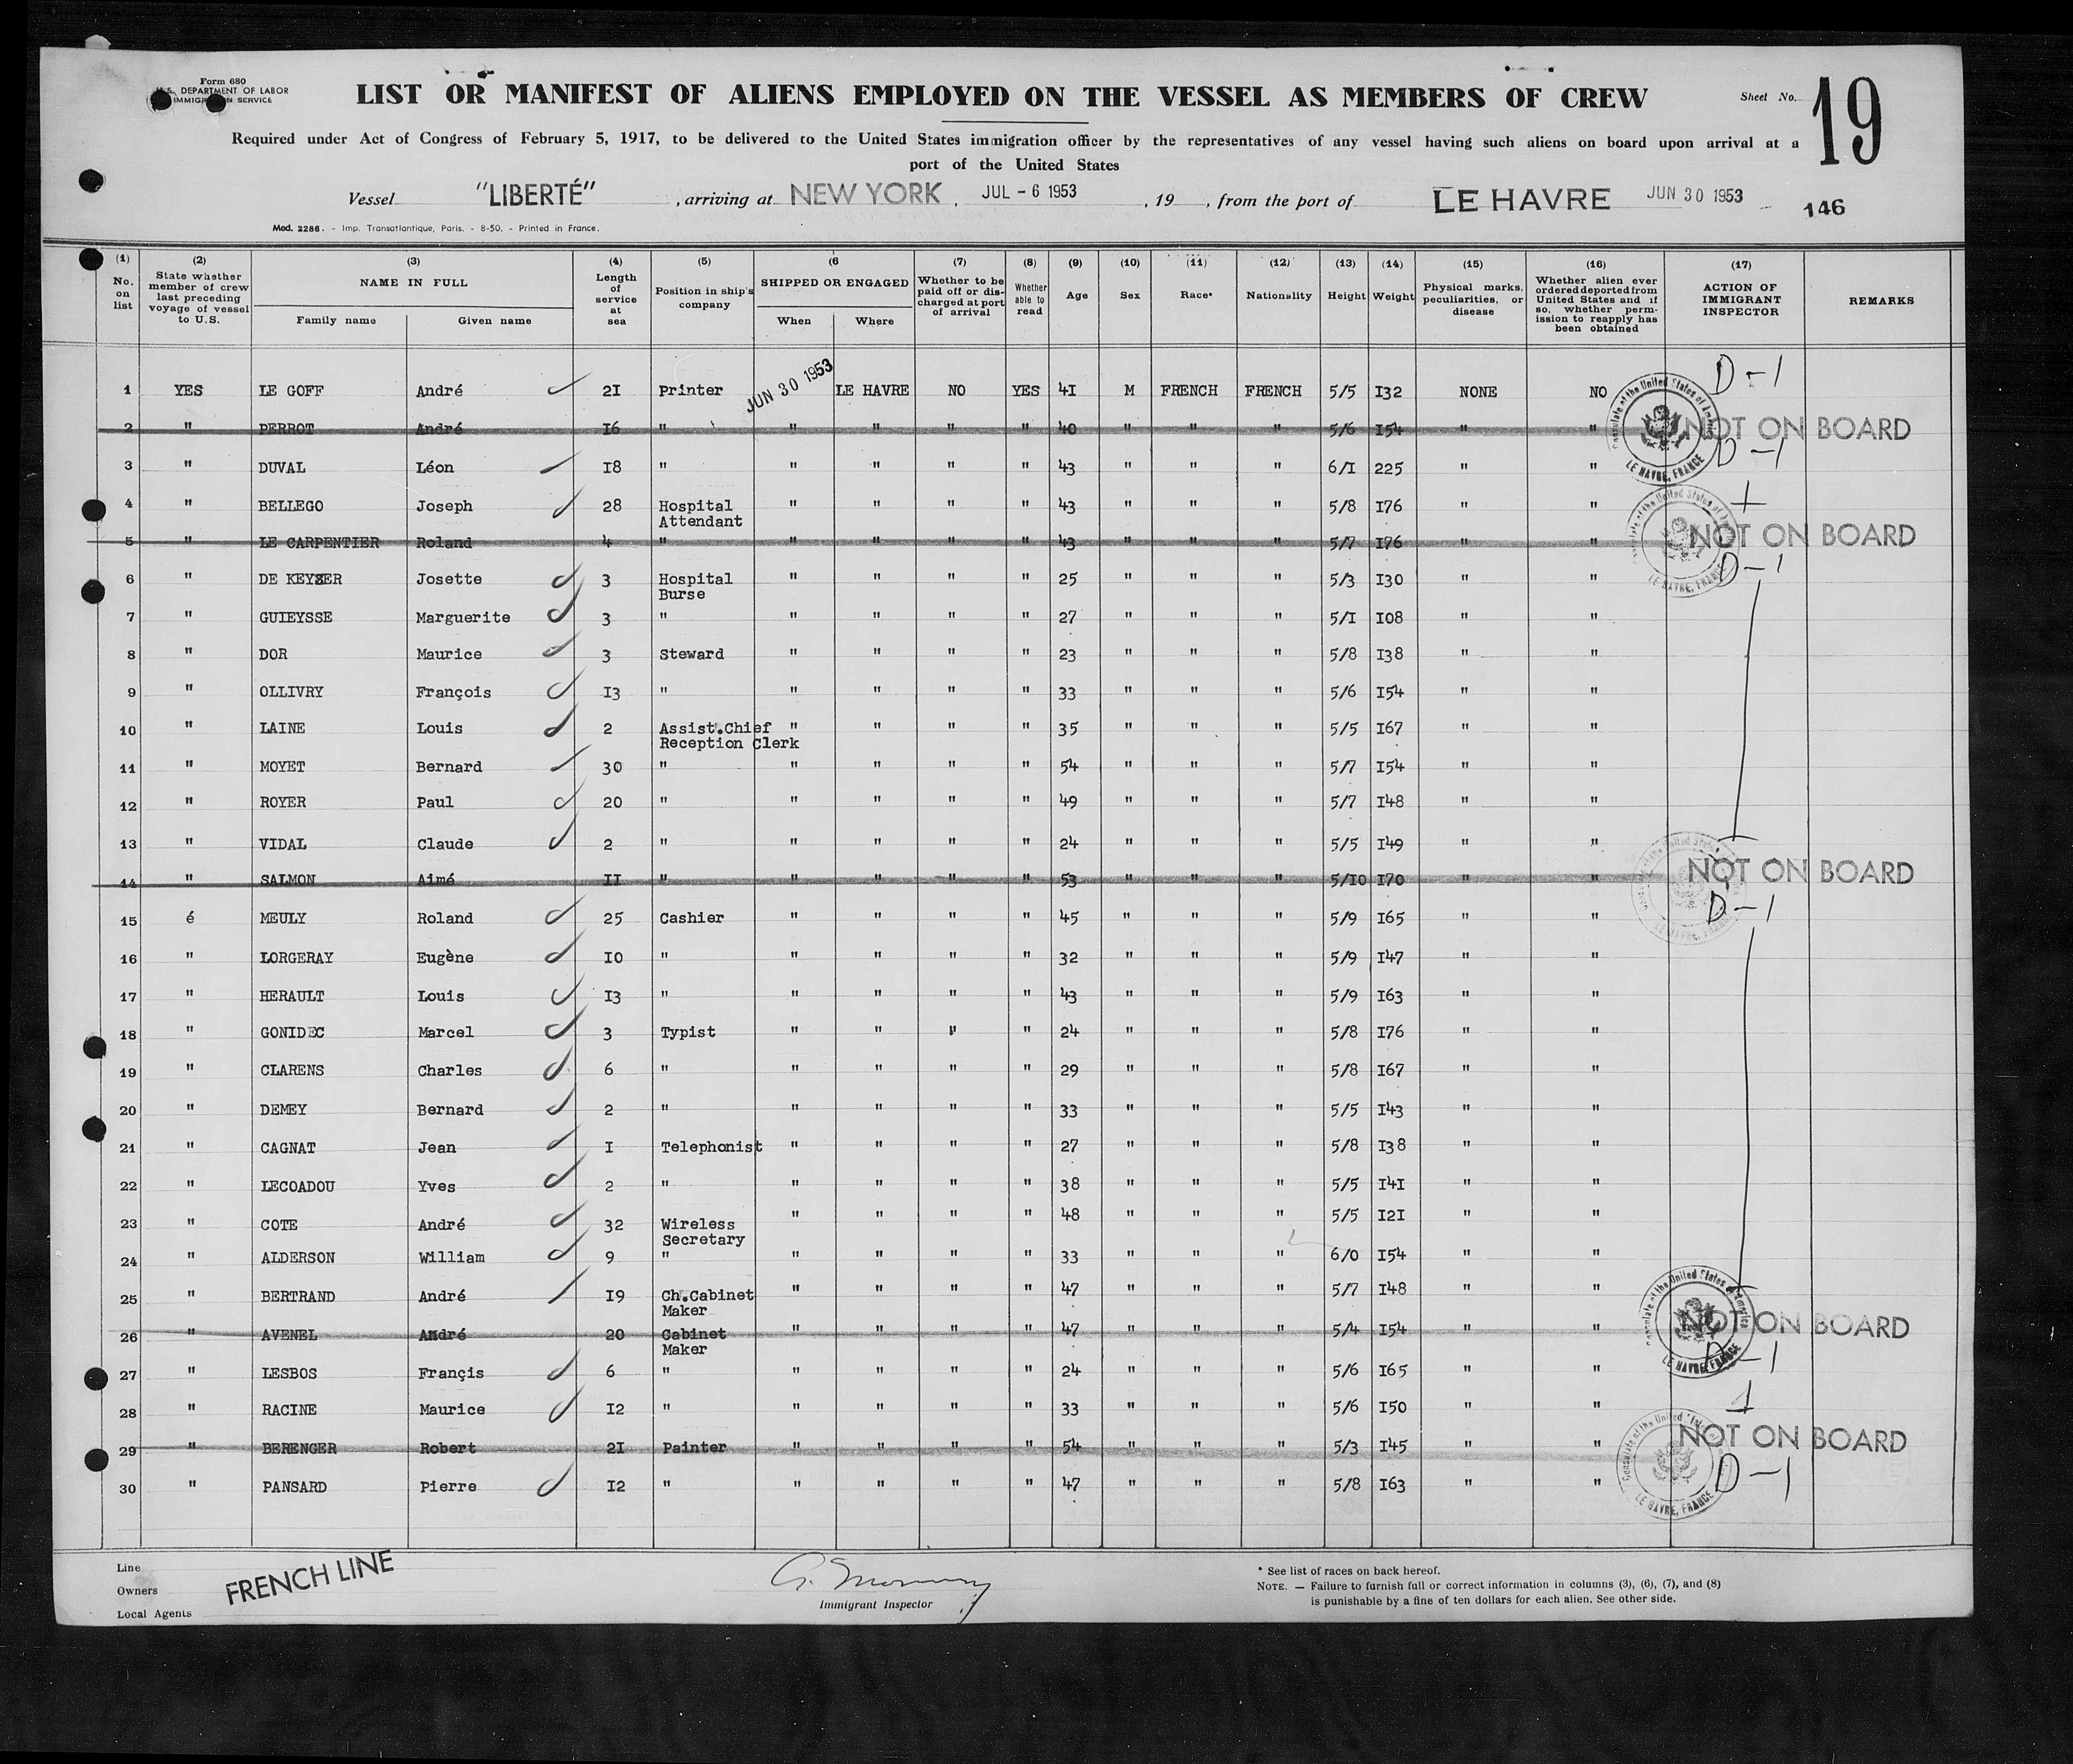 Form 680
U.S. DEPARTMENT OF LABOR
IMMIGRATION SERVICE
LIST OR MANIFEST OF ALIENS EMPLOYED ON THE VESSEL AS MEMBERS OF CREW
Sheet No. 19
Required under Act of Congress of February 5, 1917, to be delivered to the United States immigration officer by the representatives of any vessel having such aliens on board upon arrival at a
port of the United States
Vessel "LIBERTÉ", arriving at NEW YORK, JUL - 6 1953, 19 , from the port of LE HAVRE JUN 30 1953 146
Mod. 2286. - Imp. Transatlantique, Paris. - 8-50. - Printed in France.
(1) No. on list (2) State whether member of crew last preceding voyage of vessel to U.S. (3) NAME IN FULL Family name Given name (4) Length of service at sea (5) Position in ship's company (6 SHIPPED OR ENGAGED When Where (7) Whether to be paid off or discharged at port of arrival (8) Whether able to read (9) Age (10) Sex (11) Race* (12) Nationality (13) Height (14) Weight (15) Physical marks, peculiarities, or disease (16) Whether alien ever ordered deported from United States and if so, whether permission to reapply has been obtained (17) ACTION OF IMMIGRANT INSPECTOR REMARKS
1 YES LE GOFF André 2I Printer JUN 30 1953 LE HAVRE NO YES 4I M FRENCH FRENCH 5/5 I32 NONE NO D-1
2 " PERROT André I6 " " " " " 40 " " " 5/6 I54 " " NOT ON BOARD
3 " DUVAL Léon I8 " " " " " 43 " " " 6/I 225 " " D-1
4 " BELLEGO Joseph 28 Hospital Attendant " " " " 43 " " " 5/8 I76 " "
5 " LE CARPENTIER Roland 4 " " " " " 43 " " " 5/7 I76 " " NOT ON BOARD
6 " DE KEYZER Josette 3 Hospital Burse " " " " 25 " " " 5/3 I30 " " D-1
7 " GUIEYSSE Marguerite 3 " " " " " 27 " " " 5/I I08 " "
8 " DOR Maurice 3 Steward " " " " 23 " " " 5/8 I38 " "
9 " OLLIVRY François I3 " " " " " 33 " " " 5/6 I54 " "
10 " LAINE Louis 2 Assist.Chief Reception Clerk " " " " 35 " " " 5/5 I67 " "
11 " MOYET Bernard 30 " " " " " 54 " " " 5/7 I54 " "
12 " ROYER Paul 20 " " " " " 49 " " " 5/7 I48 " "
13 " VIDAL Claude 2 " " " " " 24 " " " 5/5 I49 " "
14 " SALMON Aimé II " " " " " 53 " " " 5/I0 I70 " " NOT ON BOARD
15 é MEULY Roland 25 Cashier " " " " 45 " " " 5/9 I65 " " D-1
16 " LORGERAY Eugène I0 " " " " " 32 " " " 5/9 I47 " "
17 " HERAULT Louis I3 " " " " " 43 " " " 5/9 I63 " "
18 " GONIDEC Marcel 3 Typist " " " " 24 " " " 5/8 I76 " "
19 " CLARENS Charles 6 " " " " " 29 " " " 5/8 I67 " "
20 " DEMEY Bernard 2 " " " " " 33 " " " 5/5 I43 " "
21 " CAGNAT Jean I Telephonist " " " " 27 " " " 5/8 I38 " "
22 " LECOADOU Yves 2 " " " " " 38 " " " 5/5 I4I " "
23 " COTE André 32 Wireless Secretary " " " " 48 " " " 5/5 I2I " "
24 " ALDERSON William 9 " " " " " 33 " " " 6/0 I54 " "
25 " BERTRAND André I9 Ch.Cabinet Maker " " " " 47 " " " 5/7 I48 " "
26 " AVENEL André 20 Cabinet Maker " " " " 47 " " " 5/4 I54 " " NOT ON BOARD
27 " LESBOS Françis 6 " " " " " 24 " " " 5/6 I65 " " D-1
28 " RACINE Maurice I2 " " " " " 33 " " " 5/6 I50 " "
29 " BERENGER Robert 2I Painter " " " " 54 " " " 5/3 I45 " " NOT ON BOARD
30 " PANSARD Pierre I2 " " " " " 47 " " " 5/8 I63 " " D-1
Consulate of the United States of America LE HAVRE, FRANCE
Line
Owners FRENCH LINE
Local Agents
Immigrant Inspector
* See list of races on back hereof.
NOTE. — Failure to furnish full or correct information in columns (3), (6), (7), and (8)
is punishable by a fine of ten dollars for each alien. See other side.